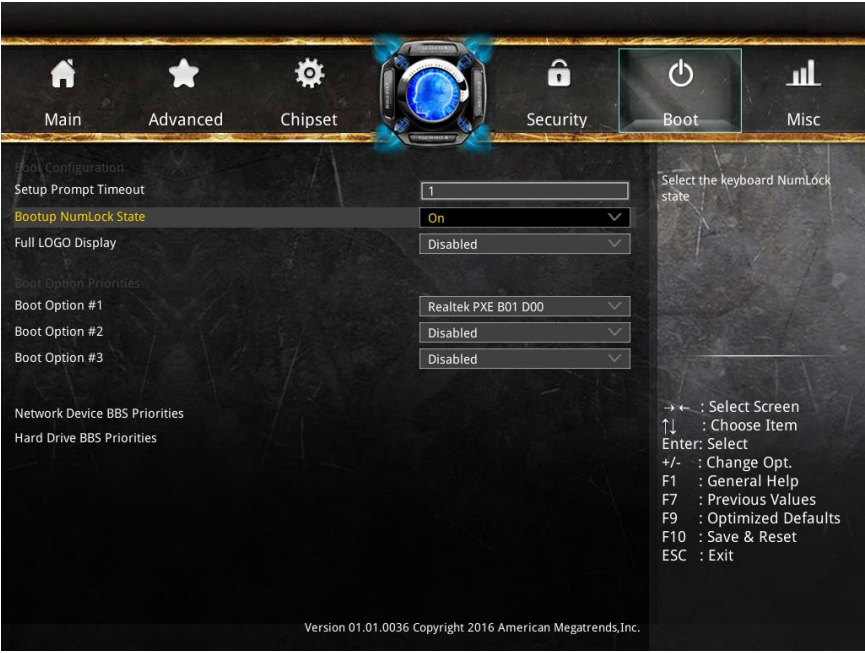 Main
Advanced
Chipset
Security
Boot
Misc
Boot Configuration
Setup Prompt Timeout 1
Bootup NumLock State On
Full LOGO Display Disabled
Boot Option Priorities
Boot Option #1 Realtek PXE B01 D00
Boot Option #2 Disabled
Boot Option #3 Disabled
Network Device BBS Priorities
Hard Drive BBS Priorities
Select the keyboard NumLock
state
→← : Select Screen
↑↓ : Choose Item
Enter: Select
+/- : Change Opt.
F1 : General Help
F7 : Previous Values
F9 : Optimized Defaults
F10 : Save & Reset
ESC : Exit
Version 01.01.0036 Copyright 2016 American Megatrends,Inc.